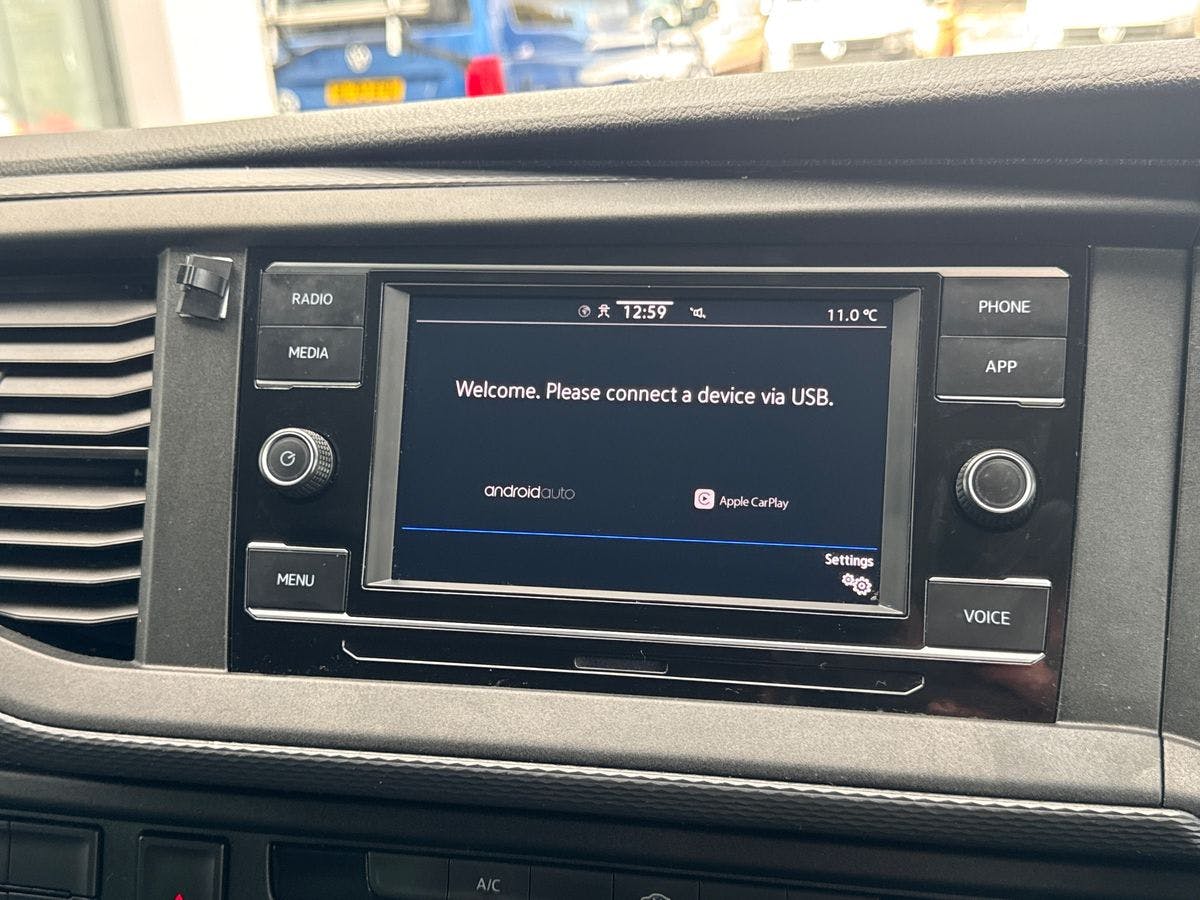 RADIO
MEDIA
12:59
11.0 ℃
PHONE
APP
Welcome. Please connect a device via USB.
androidauto
Apple CarPlay
Settings
MENU
VOICE
A/C